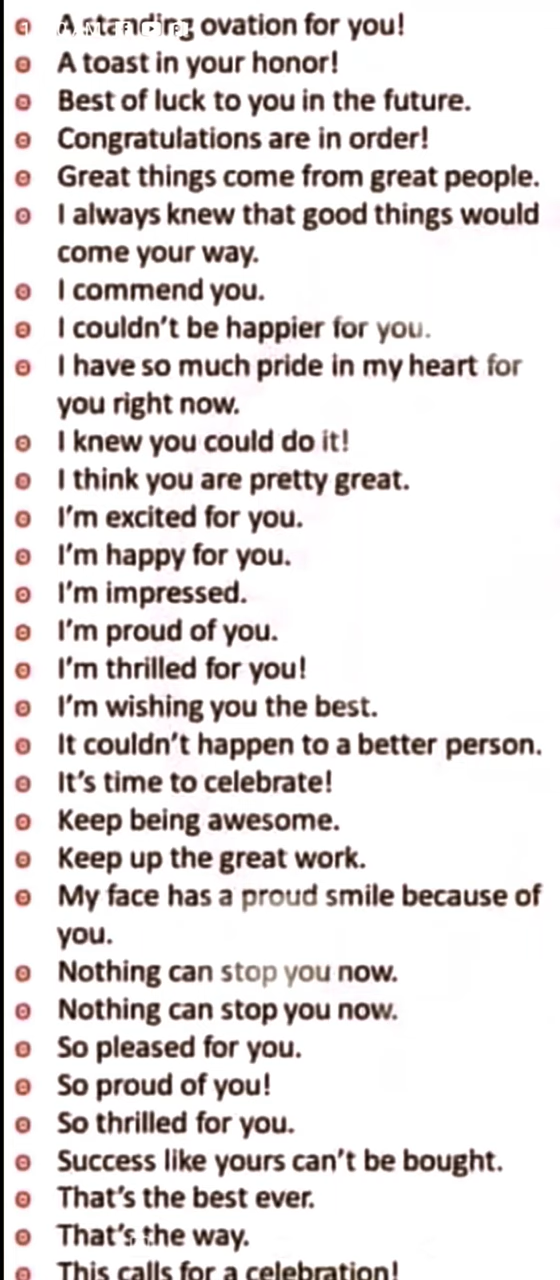 A standing ovation for you!
A toast in your honor!
Best of luck to you in the future.
Congratulations are in order!
Great things come from great people.
I always knew that good things would
come your way.
I commend you.
I couldn't be happier for you.
I have so much pride in my heart for
you right now.
I knew you could do it!
I think you are pretty great.
I'm excited for you.
I'm happy for you.
I'm impressed.
I'm proud of you.
I'm thrilled for you!
I'm wishing you the best.
It couldn't happen to a better person.
It's time to celebrate!
Keep being awesome.
Keep up the great work.
My face has a proud smile because of
you.
Nothing can stop you now.
Nothing can stop you now.
So pleased for you.
So proud of you!
So thrilled for you.
Success like yours can't be bought.
That's the best ever.
That's the way.
This calls for a celebration!